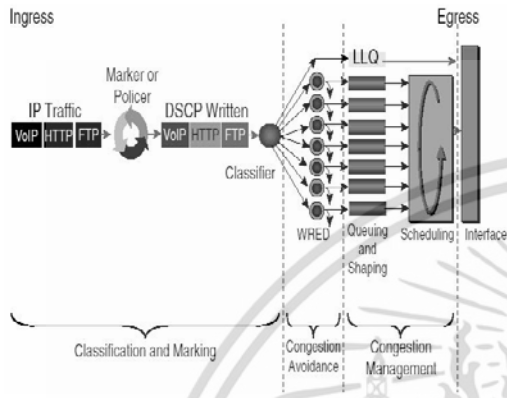 Ingress
Egress
LLQ
Marker or
Policer
IP Traffic
DSCP Written
VoIP HTTP FTP
VoIP HTTP FTP
Classifier
WRED
Queuing
and
Shaping
Scheduling
Interface
Classification and Marking
Congestion
Avoidance
Congestion
Management